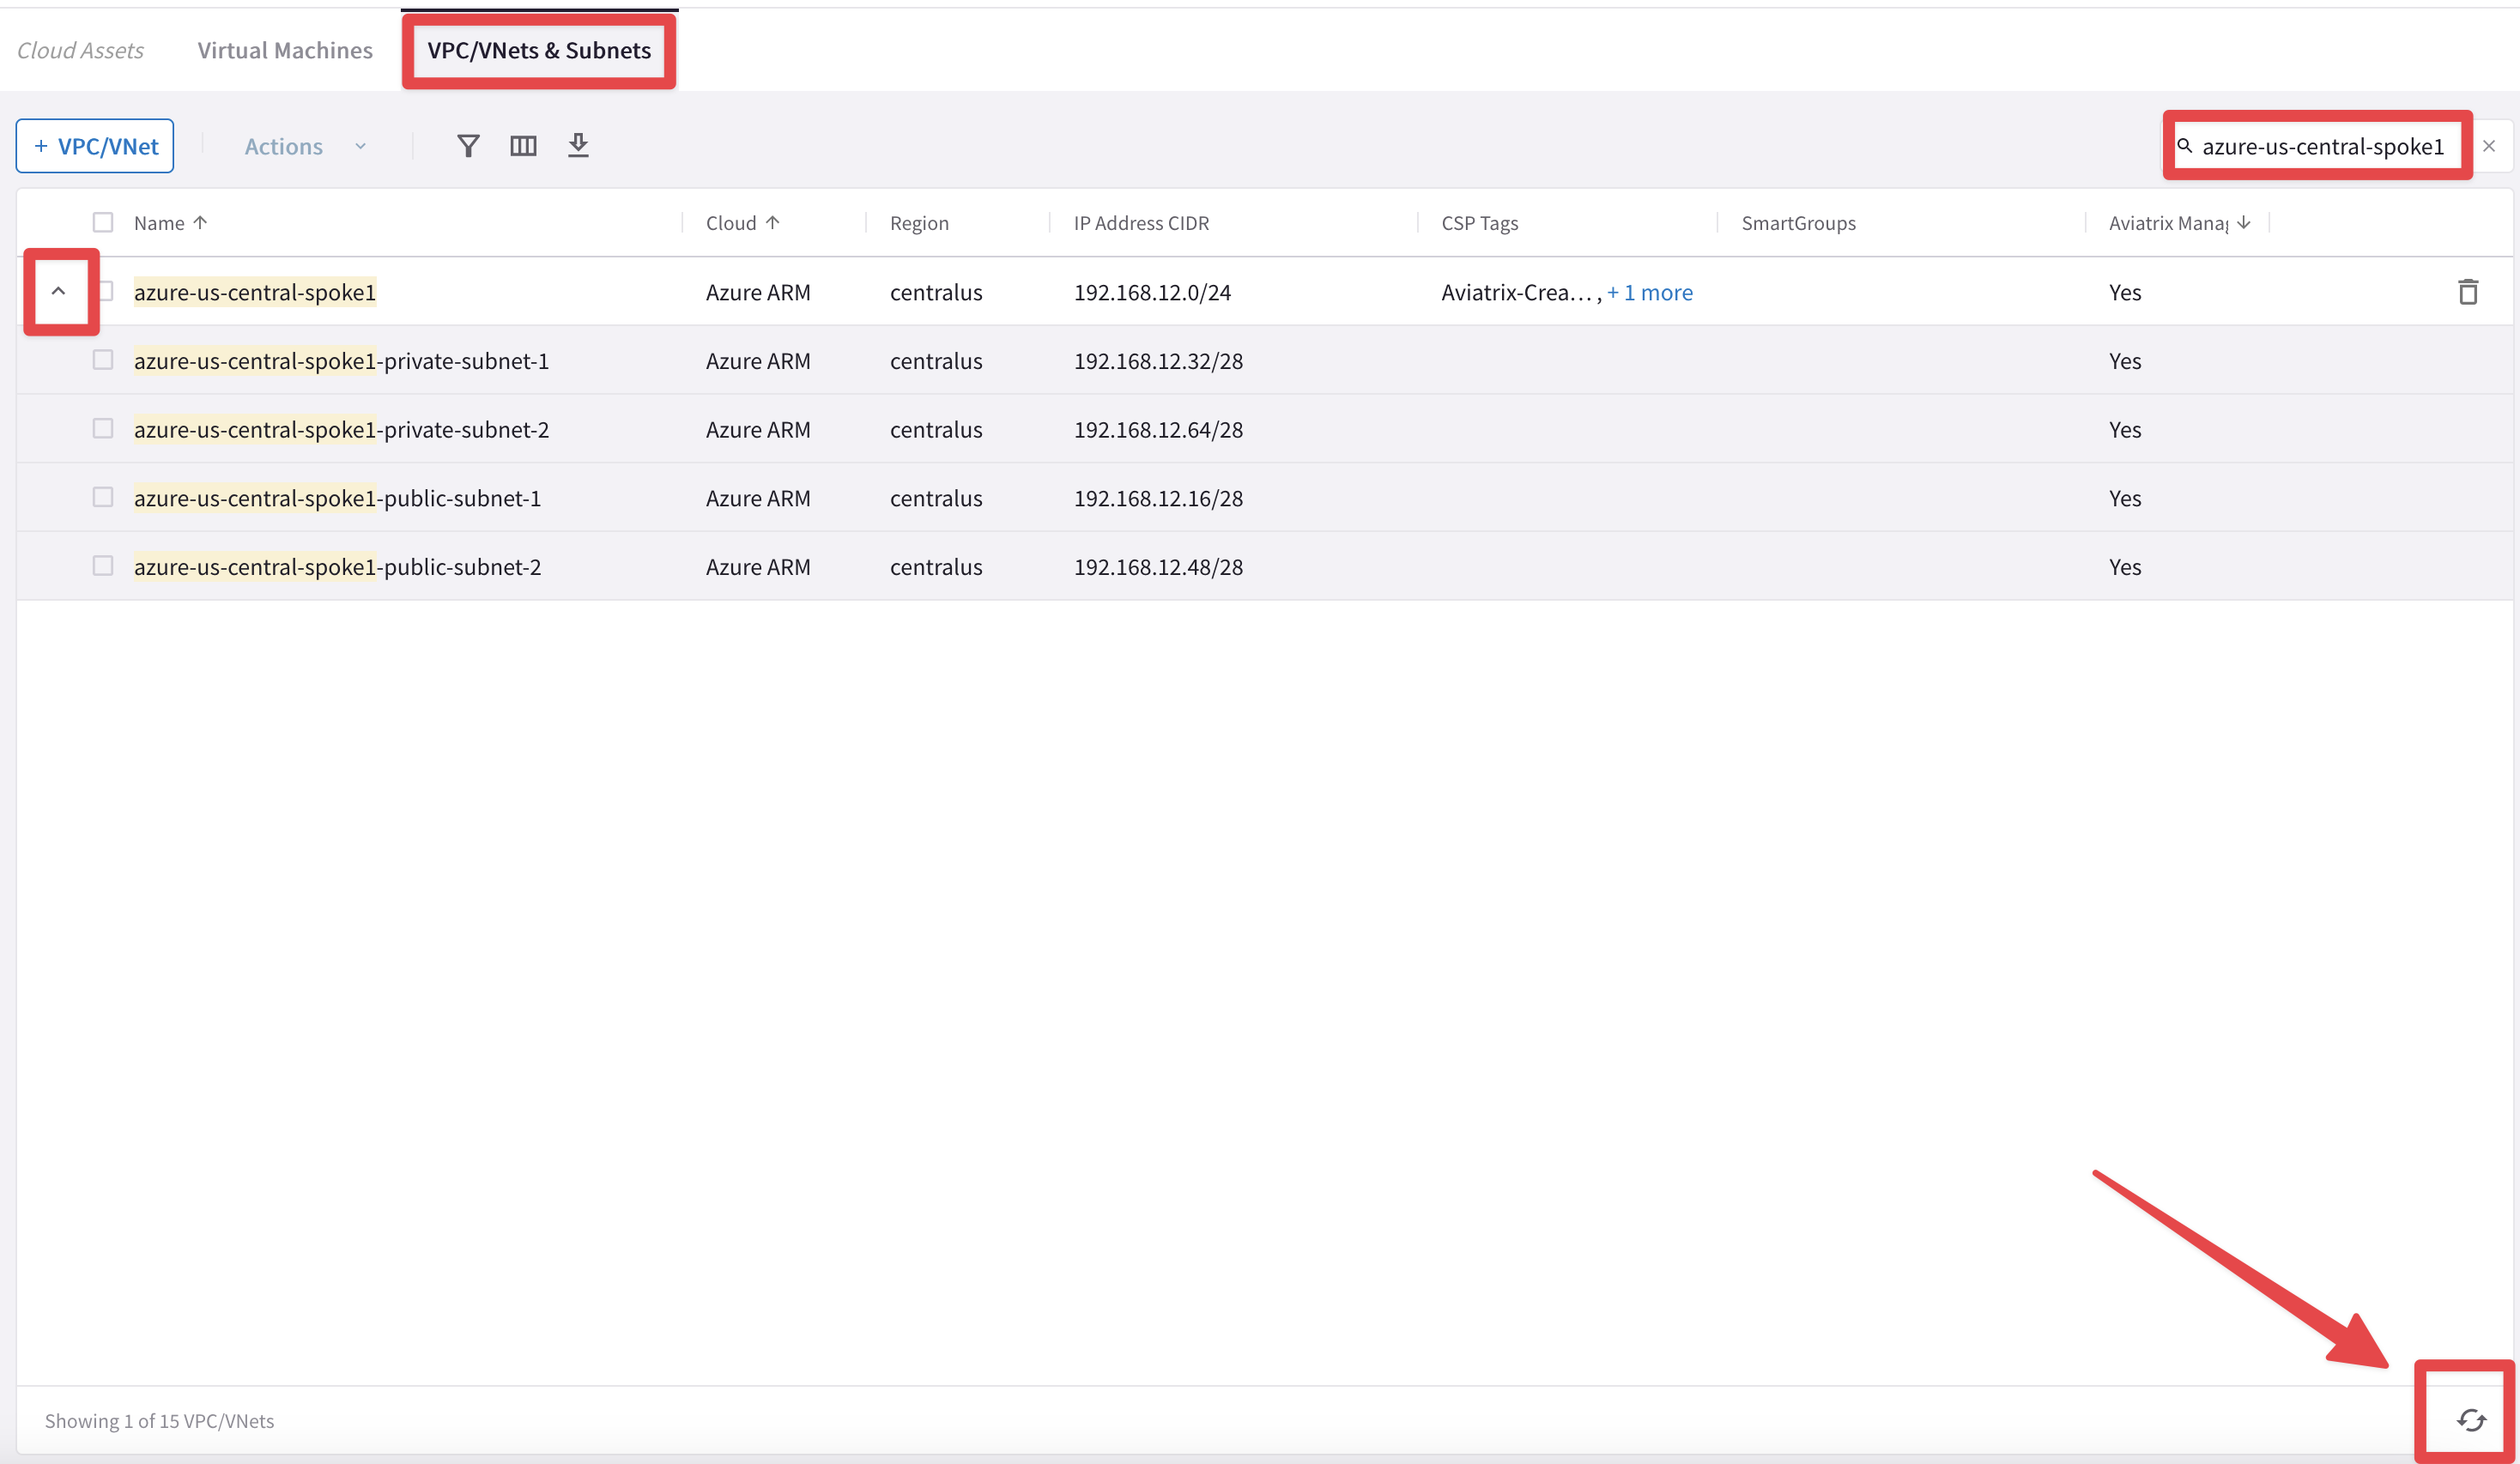 Cloud Assets Virtual Machines VPC/VNets & Subnets
+ VPC/VNet Actions azure-us-central-spoke1
Name Cloud Region IP Address CIDR CSP Tags SmartGroups Aviatrix Manag
azure-us-central-spoke1 Azure ARM centralus 192.168.12.0/24 Aviatrix-Crea... , + 1 more Yes
azure-us-central-spoke1-private-subnet-1 Azure ARM centralus 192.168.12.32/28 Yes
azure-us-central-spoke1-private-subnet-2 Azure ARM centralus 192.168.12.64/28 Yes
azure-us-central-spoke1-public-subnet-1 Azure ARM centralus 192.168.12.16/28 Yes
azure-us-central-spoke1-public-subnet-2 Azure ARM centralus 192.168.12.48/28 Yes
Showing 1 of 15 VPC/VNets